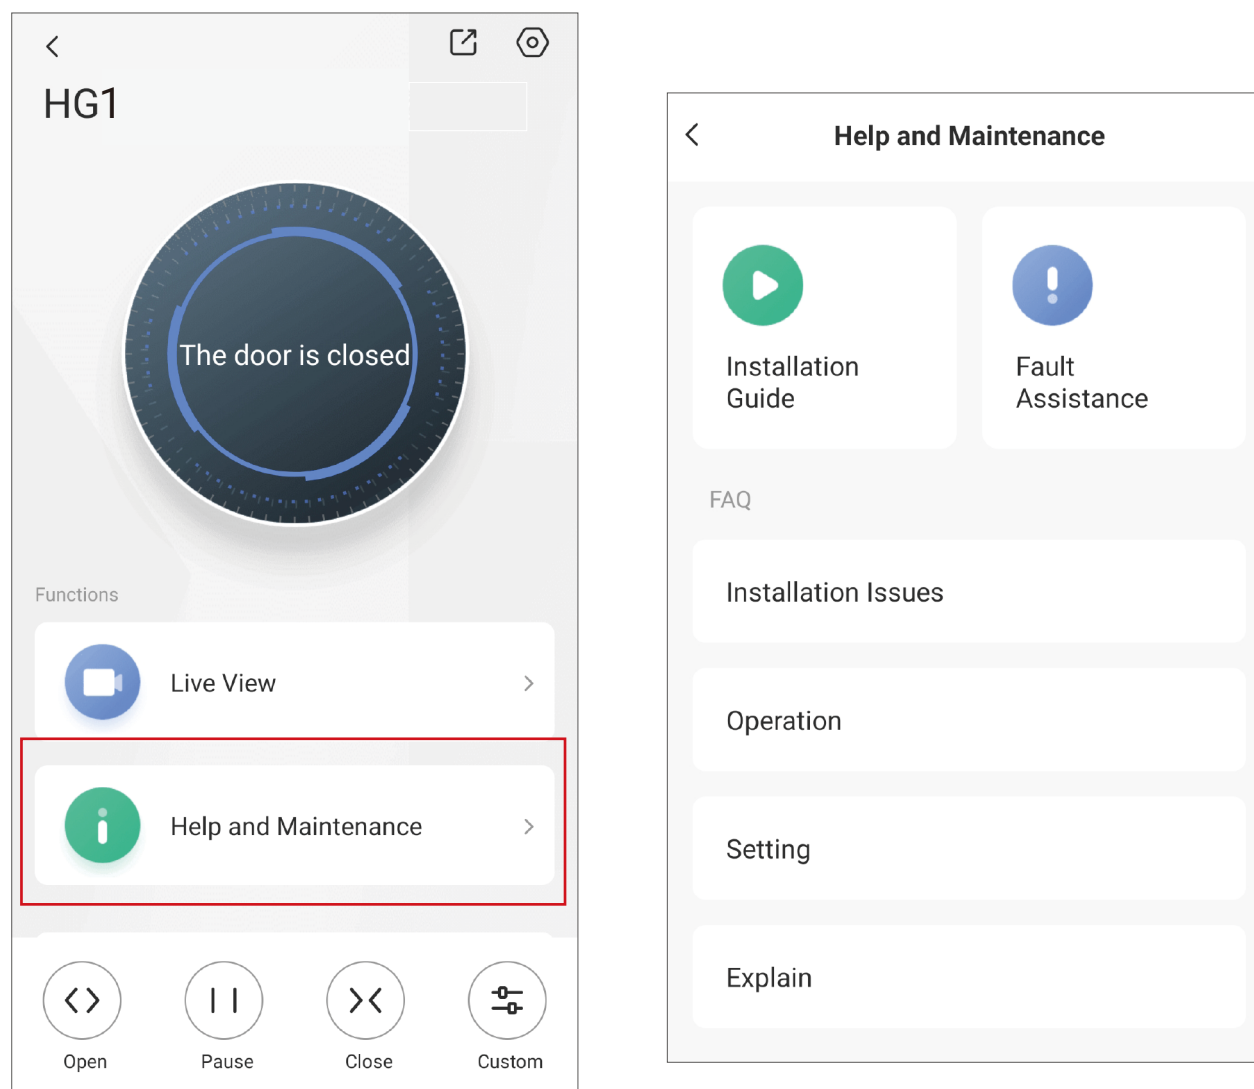 HG1
The door is closed
Functions
Live View
Help and Maintenance
Open
Pause
Close
Custom
Help and Maintenance
Installation
Guide
Fault
Assistance
FAQ
Installation Issues
Operation
Setting
Explain